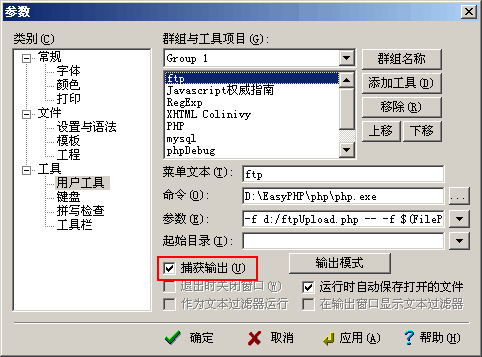 参数
类别(C)
常规
字体
颜色
打印
文件
设置与语法
模板
工程
工具
用户工具
键盘
拼写检查
工具栏
群组与工具项目(G):
Group 1
群组名称
ftp
Javascript权威指南
RegExp
XHTML Colinivy
PHP
mysql
phpDebug
添加工具(D)
移除(R)
上移 下移
菜单文本(T): ftp
命令(O): D:\EasyPHP\php\php.exe ...
参数(E): -f d:/ftpUpload.php -- -f $(FileP
起始目录(I):
捕获输出(U) 输出模式
退出时关闭窗口(W) 运行时自动保存打开的文件
作为文本过滤器运行 在输出窗口显示文本过滤器
确定 取消 应用(A) 帮助(H)